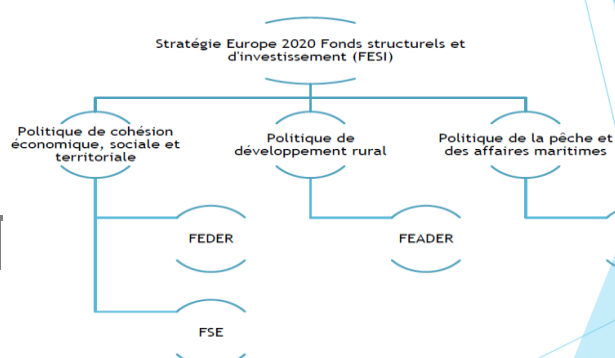 Stratégie Europe 2020 Fonds structurels et
d'investissement (FESI)
Politique de cohésion
économique, sociale et
territoriale
Politique de
développement rural
Politique de la pêche et
des affaires maritimes
FEDER
FEADER
FSE